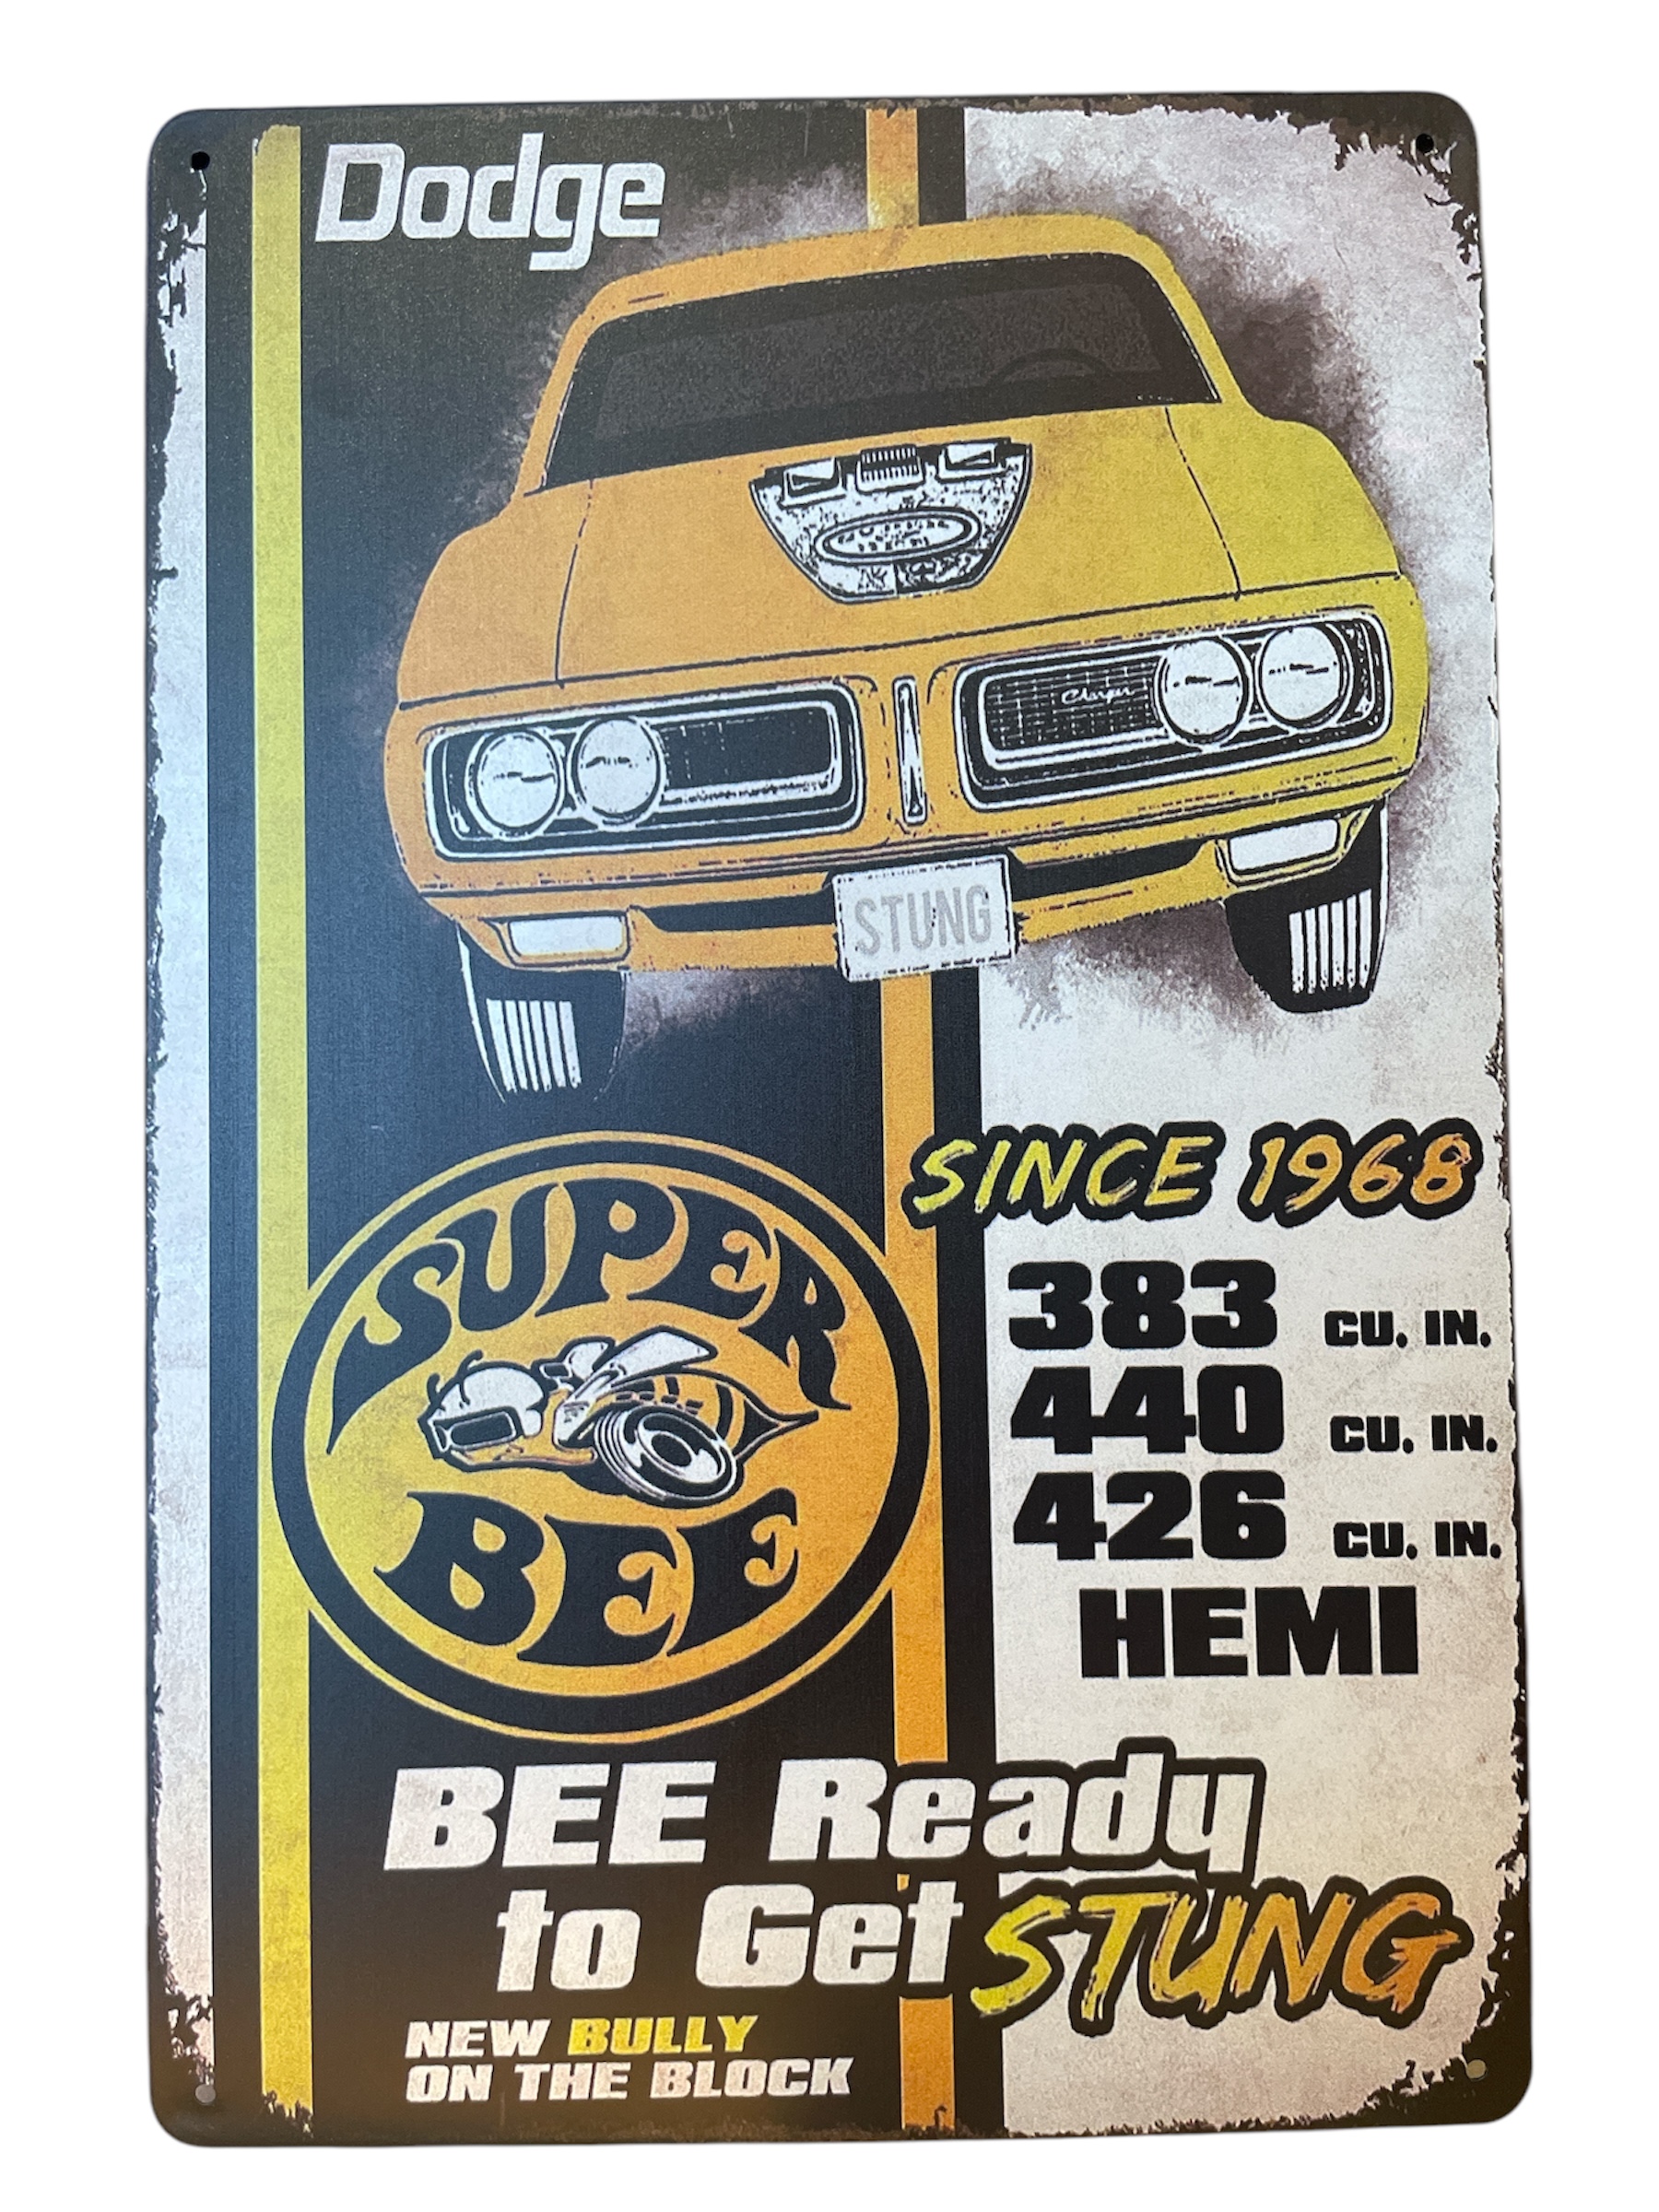 Dodge
Charger
STUNG
SINCE 1968
SUPER
BEE
383 CU. IN.
440 CU. IN.
426 CU. IN.
HEMI
BEE Ready
to Get STUNG
NEW BULLY
ON THE BLOCK